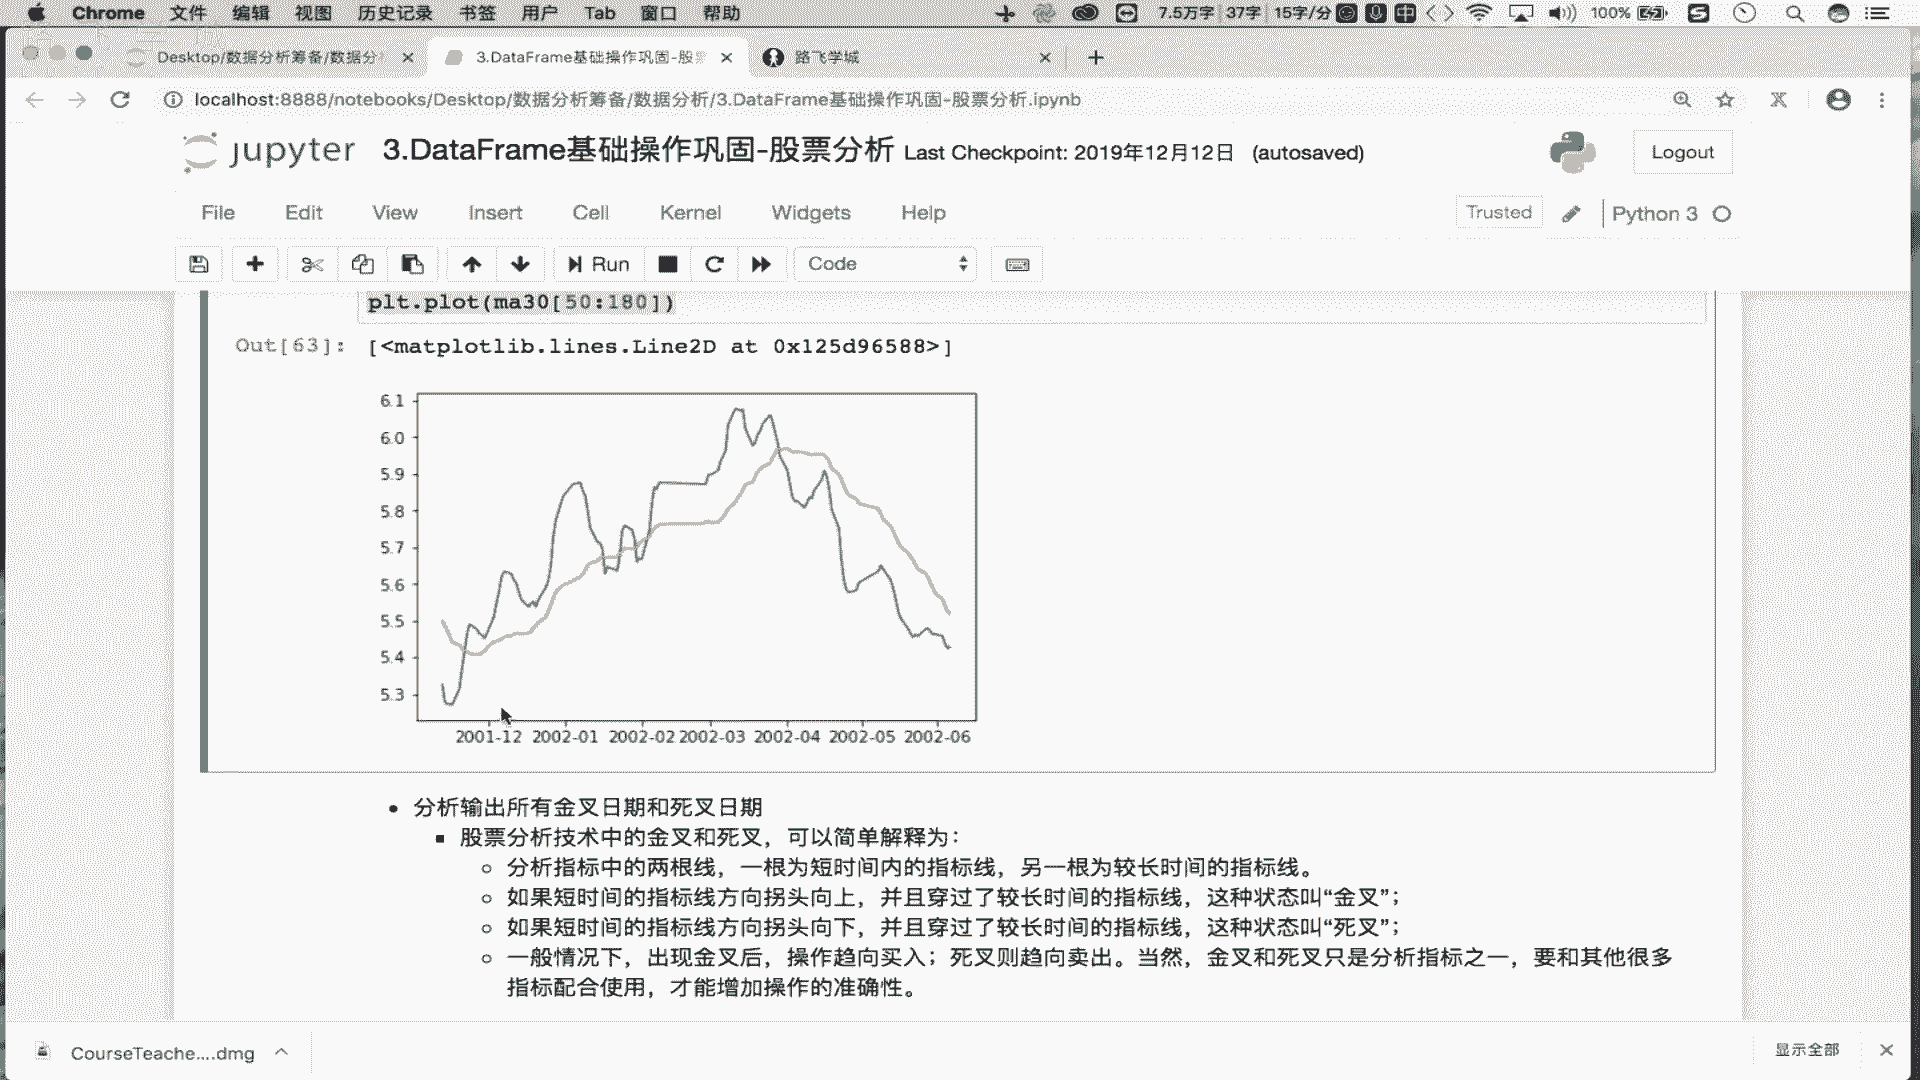 Chrome 文件 编辑 视图 历史记录 书签 用户 Tab 窗口 帮助 7.5万字 37字 15字/分 中 100%
Desktop/数据分析筹备/数据分 3.DataFrame基础操作巩固-股票 路飞学城
localhost:8888/notebooks/Desktop/数据分析筹备/数据分析/3.DataFrame基础操作巩固-股票分析.ipynb
jupyter 3.DataFrame基础操作巩固-股票分析 Last Checkpoint: 2019年12月12日 (autosaved) Logout
File Edit View Insert Cell Kernel Widgets Help Trusted Python 3
Run Code
plt.plot(ma30[50:180])
Out[63]: [<matplotlib.lines.Line2D at 0x125d96588>]
6.1
6.0
5.9
5.8
5.7
5.6
5.5
5.4
5.3
2001-12 2002-01 2002-02 2002-03 2002-04 2002-05 2002-06
分析输出所有金叉日期和死叉日期
股票分析技术中的金叉和死叉，可以简单解释为：
分析指标中的两根线，一根为短时间内的指标线，另一根为较长时间的指标线。
如果短时间的指标线方向拐头向上，并且穿过了较长时间的指标线，这种状态叫“金叉”；
如果短时间的指标线方向拐头向下，并且穿过了较长时间的指标线，这种状态叫“死叉”；
一般情况下，出现金叉后，操作趋向买入；死叉则趋向卖出。当然，金叉和死叉只是分析指标之一，要和其他很多
指标配合使用，才能增加操作的准确性。
CourseTeache....dmg 显示全部